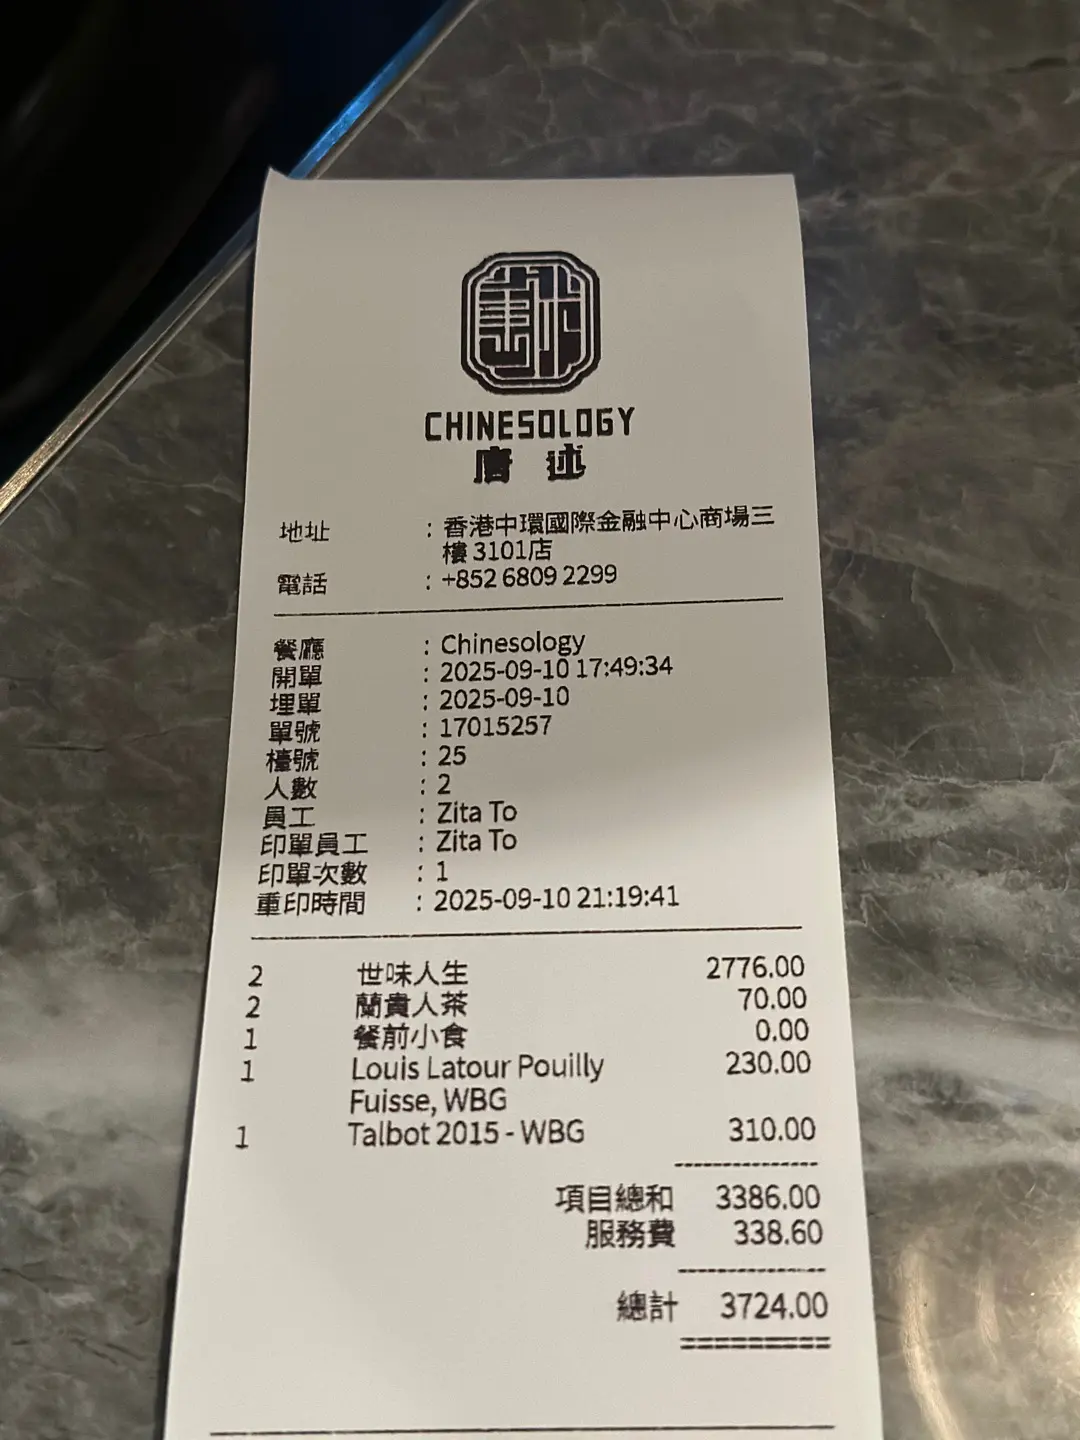 CHINESOLOGY
唐述
地址 : 香港中環國際金融中心商場三
樓 3101店
電話 : +852 6809 2299
餐廳 : Chinesology
開單 : 2025-09-10 17:49:34
埋單 : 2025-09-10
單號 : 17015257
檯號 : 25
人數 : 2
員工 : Zita To
印單員工 : Zita To
印單次數 : 1
重印時間 : 2025-09-10 21:19:41
2 世味人生 2776.00
2 蘭貴人茶 70.00
1 餐前小食 0.00
1 Louis Latour Pouilly 230.00
Fuisse, WBG
1 Talbot 2015 - WBG 310.00
項目總和 3386.00
服務費 338.60
總計 3724.00